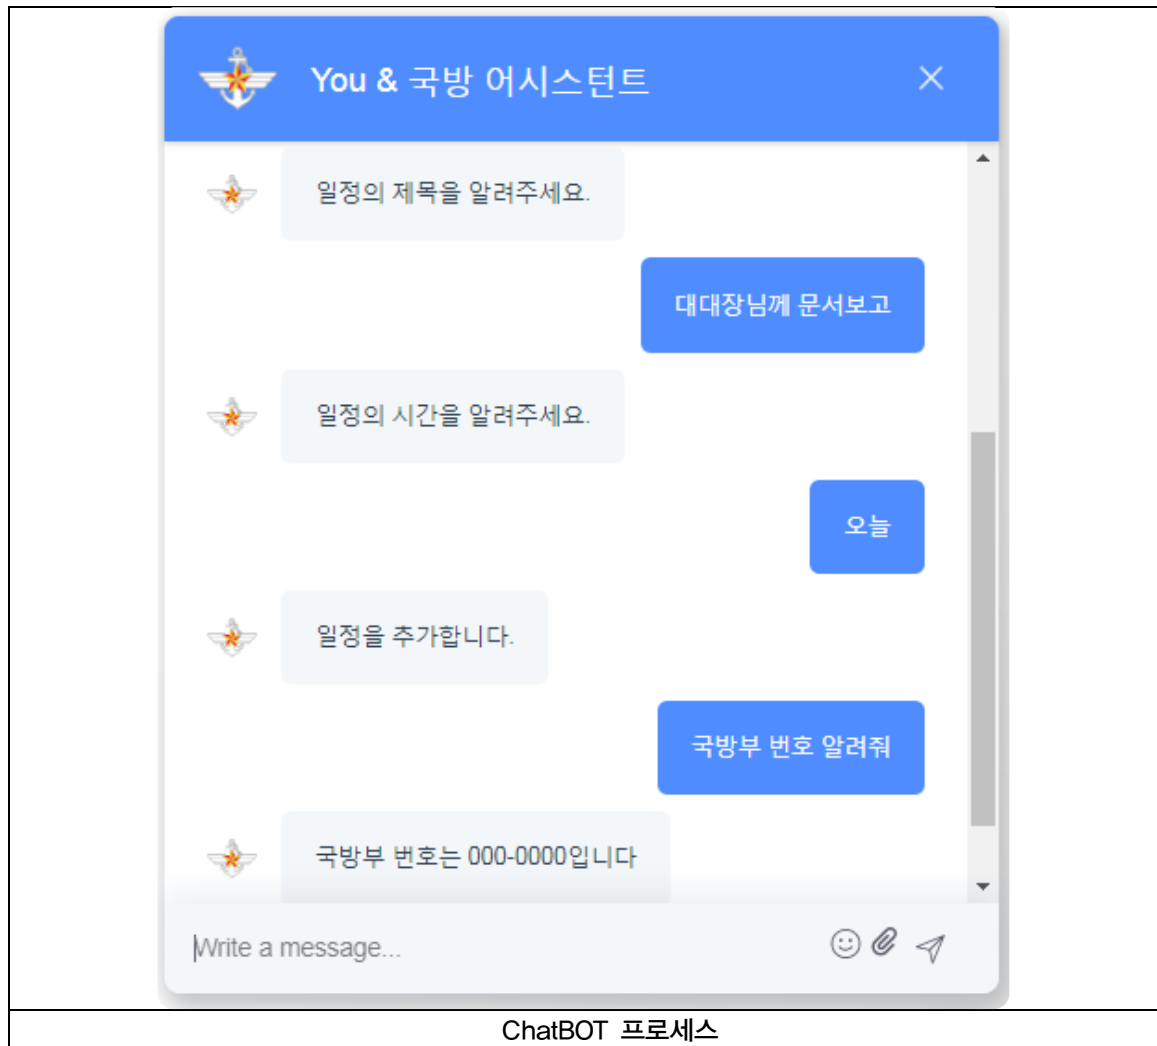 You & 국방 어시스턴트
일정의 제목을 알려주세요.
대대장님께 문서보고
일정의 시간을 알려주세요.
오늘
일정을 추가합니다.
국방부 번호 알려줘
국방부 번호는 000-0000입니다
Write a message...
ChatBOT 프로세스